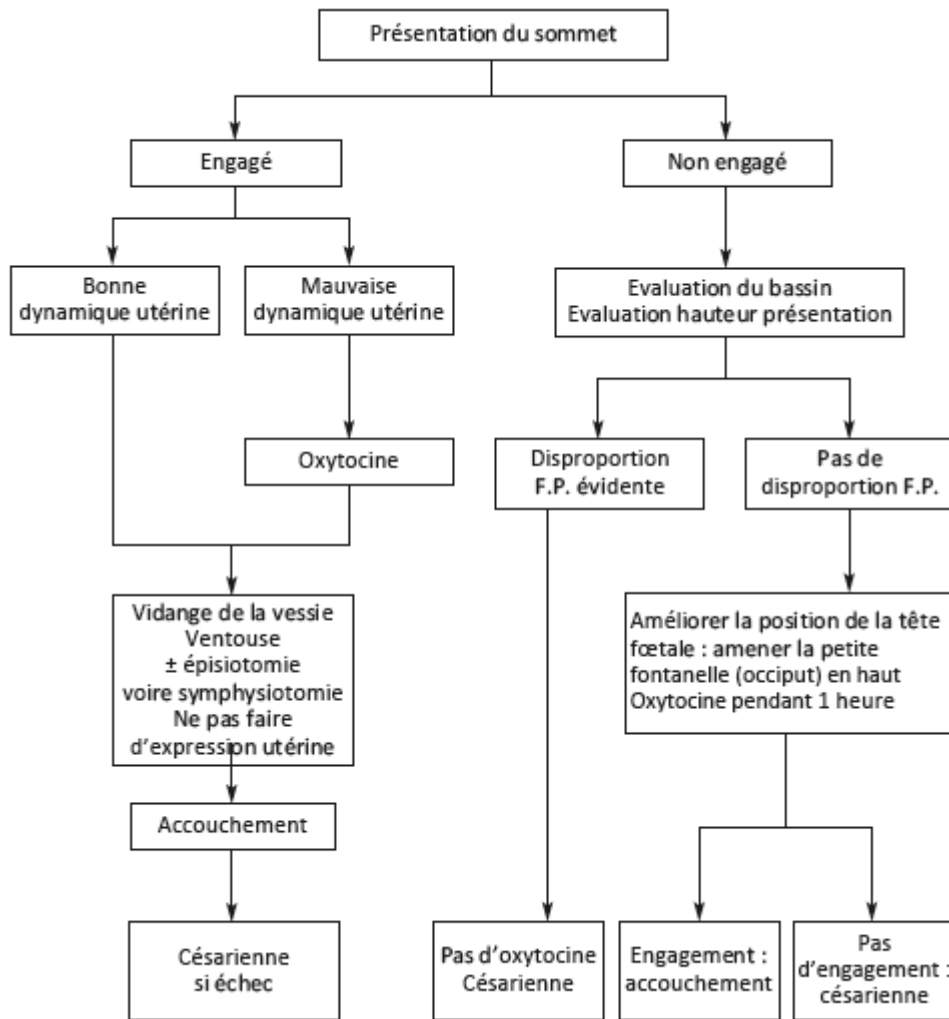 Présentation du sommet
Engagé
Non engagé
Bonne
dynamique utérine
Mauvaise
dynamique utérine
Evaluation du bassin
Evaluation hauteur présentation
Oxytocine
Disproportion
F.P. évidente
Pas de
disproportion F.P.
Vidange de la vessie
Ventouse
± épisiotomie
voire symphysiotomie
Ne pas faire
d’expression utérine
Améliorer la position de la tête
fœtale : amener la petite
fontanelle (occiput) en haut
Oxytocine pendant 1 heure
Accouchement
Césarienne
si échec
Pas d’oxytocine
Césarienne
Engagement :
accouchement
Pas
d’engagement :
césarienne